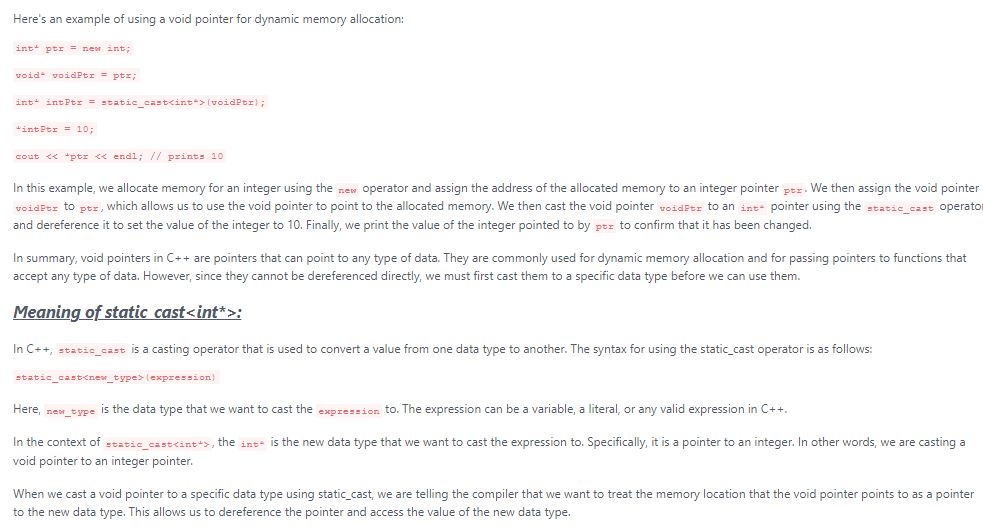 Here's an example of using a void pointer for dynamic memory allocation:
int* ptr = new int;
void* voidPtr = ptr;
int* intPtr = static_cast<int*>(voidPtr);
*intPtr = 10;
cout << *ptr << endl; // prints 10
In this example, we allocate memory for an integer using the new operator and assign the address of the allocated memory to an integer pointer ptr. We then assign the void pointer
voidPtr to ptr, which allows us to use the void pointer to point to the allocated memory. We then cast the void pointer voidPtr to an int* pointer using the static_cast operator
and dereference it to set the value of the integer to 10. Finally, we print the value of the integer pointed to by ptr to confirm that it has been changed.
In summary, void pointers in C++ are pointers that can point to any type of data. They are commonly used for dynamic memory allocation and for passing pointers to functions that
accept any type of data. However, since they cannot be dereferenced directly, we must first cast them to a specific data type before we can use them.
Meaning of static cast<int*>:
In C++, static_cast is a casting operator that is used to convert a value from one data type to another. The syntax for using the static_cast operator is as follows:
static_cast<new_type>(expression)
Here, new_type is the data type that we want to cast the expression to. The expression can be a variable, a literal, or any valid expression in C++.
In the context of static_cast<int*>, the int* is the new data type that we want to cast the expression to. Specifically, it is a pointer to an integer. In other words, we are casting a
void pointer to an integer pointer.
When we cast a void pointer to a specific data type using static_cast, we are telling the compiler that we want to treat the memory location that the void pointer points to as a pointer
to the new data type. This allows us to dereference the pointer and access the value of the new data type.